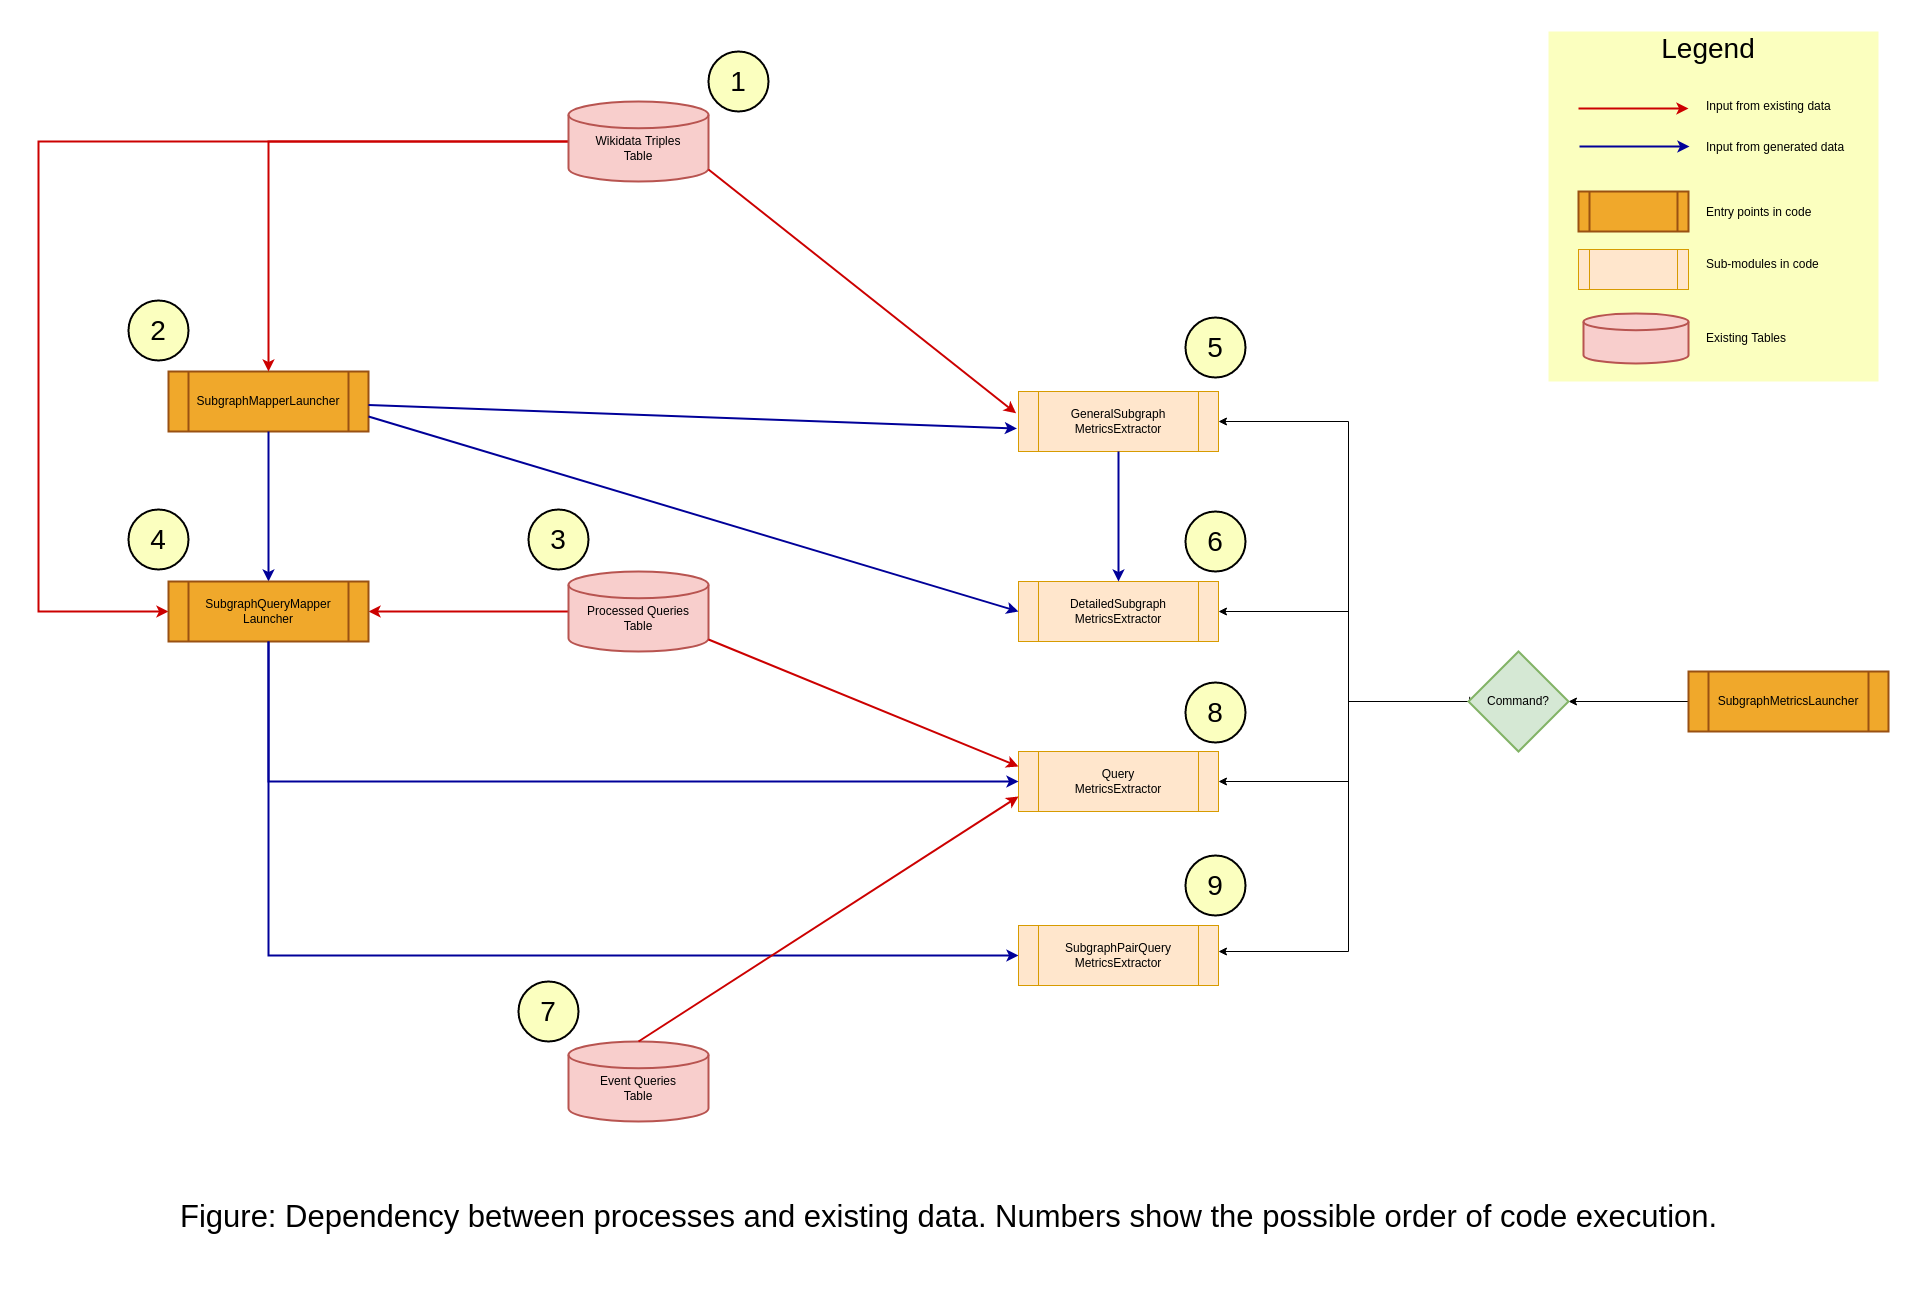 Legend
Input from existing data
Input from generated data
Entry points in code
Sub-modules in code
Existing Tables
1
Wikidata Triples
Table
2
SubgraphMapperLauncher
5
GeneralSubgraph
MetricsExtractor
4
SubgraphQueryMapper
Launcher
3
Processed Queries
Table
6
DetailedSubgraph
MetricsExtractor
Command?
SubgraphMetricsLauncher
8
Query
MetricsExtractor
9
SubgraphPairQuery
MetricsExtractor
7
Event Queries
Table
Figure: Dependency between processes and existing data. Numbers show the possible order of code execution.